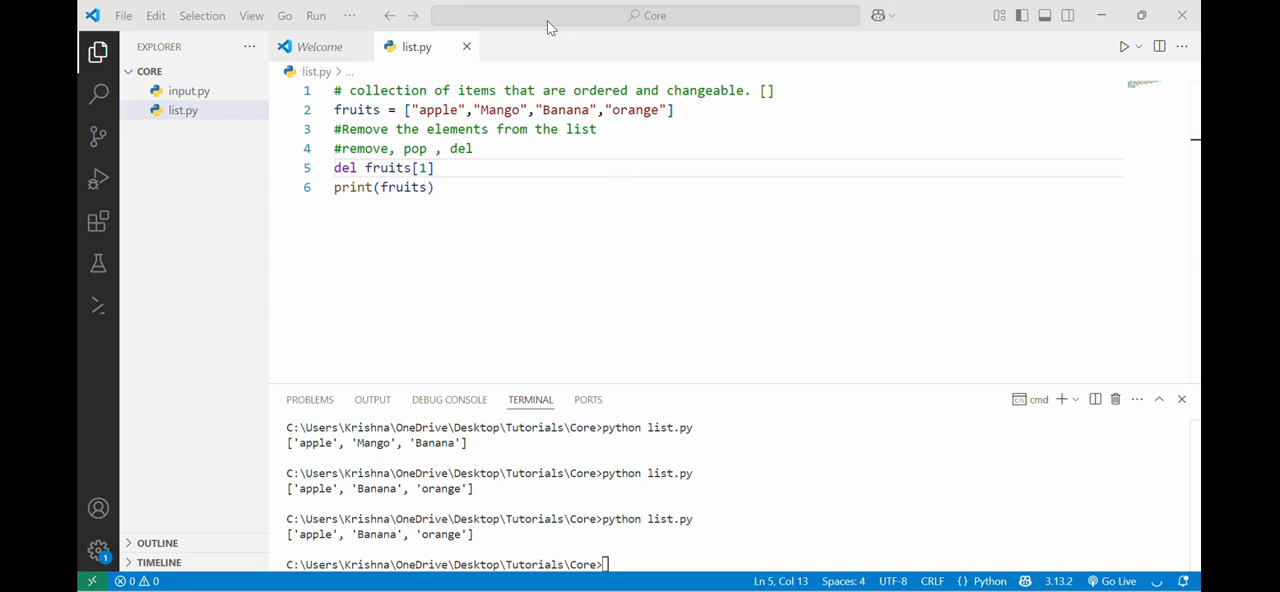 File Edit Selection View Go Run ··· Core
EXPLORER ···
Welcome list.py
CORE
input.py
list.py
list.py > ...
1 # collection of items that are ordered and changeable. []
2 fruits = ["apple","Mango","Banana","orange"]
3 #Remove the elements from the list
4 #remove, pop , del
5 del fruits[1]
6 print(fruits)
PROBLEMS OUTPUT DEBUG CONSOLE TERMINAL PORTS cmd
C:\Users\Krishna\OneDrive\Desktop\Tutorials\Core>python list.py
['apple', 'Mango', 'Banana']
C:\Users\Krishna\OneDrive\Desktop\Tutorials\Core>python list.py
['apple', 'Banana', 'orange']
C:\Users\Krishna\OneDrive\Desktop\Tutorials\Core>python list.py
['apple', 'Banana', 'orange']
C:\Users\Krishna\OneDrive\Desktop\Tutorials\Core>
OUTLINE
TIMELINE
1
0 0 Ln 5, Col 13 Spaces: 4 UTF-8 CRLF {} Python 3.13.2 Go Live